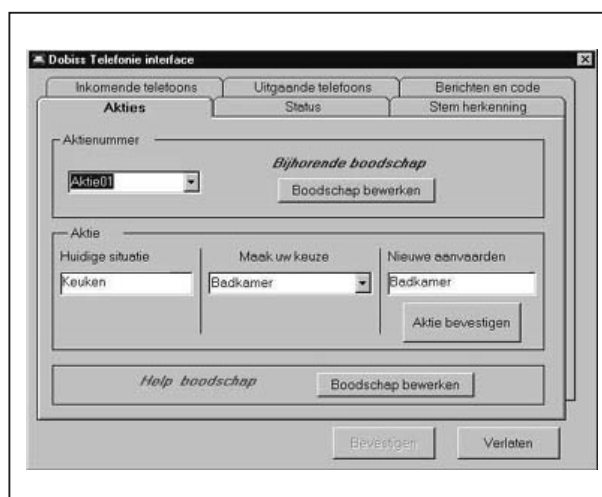 Dobiss Telefonie interface
Inkomende telefoons Uitgaande telefoons Berichten en code
Akties Status Stem herkenning
Aktienummer
Bijhorende boodschap
Aktie01
Boodschap bewerken
Aktie
Huidige situatie Maak uw keuze Nieuwe aanvaarden
Keuken Badkamer Badkamer
Aktie bevestigen
Help boodschap Boodschap bewerken
Bevestigen Verlaten